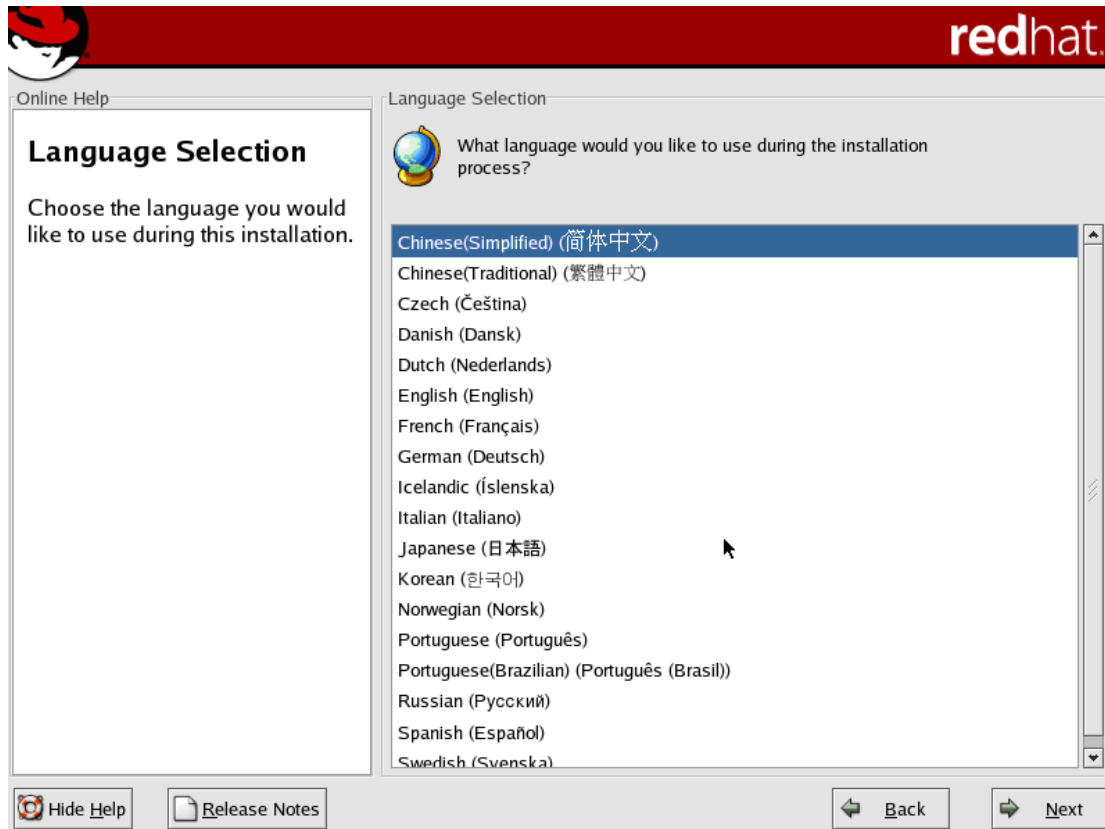 redhat.
Online Help
Language Selection
Choose the language you would
like to use during this installation.
Language Selection
What language would you like to use during the installation
process?
Chinese(Simplified) (简体中文)
Chinese(Traditional) (繁體中文)
Czech (Čeština)
Danish (Dansk)
Dutch (Nederlands)
English (English)
French (Français)
German (Deutsch)
Icelandic (Íslenska)
Italian (Italiano)
Japanese (日本語)
Korean (한국어)
Norwegian (Norsk)
Portuguese (Português)
Portuguese(Brazilian) (Português (Brasil))
Russian (Русский)
Spanish (Español)
Swedish (Svenska)
Hide Help
Release Notes
Back
Next